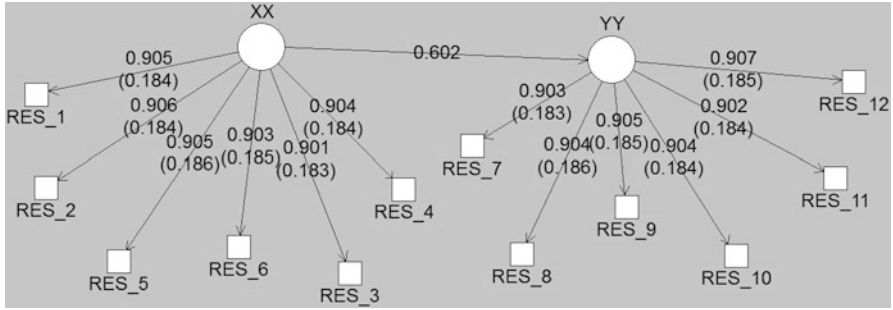 XX
YY
0.602
0.905
(0.184)
RES_1
0.906
(0.184)
RES_2
0.905
(0.186)
RES_5
0.903
(0.185)
RES_6
0.901
(0.183)
RES_3
0.904
(0.184)
RES_4
0.903
(0.183)
RES_7
0.904
(0.186)
RES_8
0.905
(0.185)
RES_9
0.904
(0.184)
RES_10
0.902
(0.184)
RES_11
0.907
(0.185)
RES_12